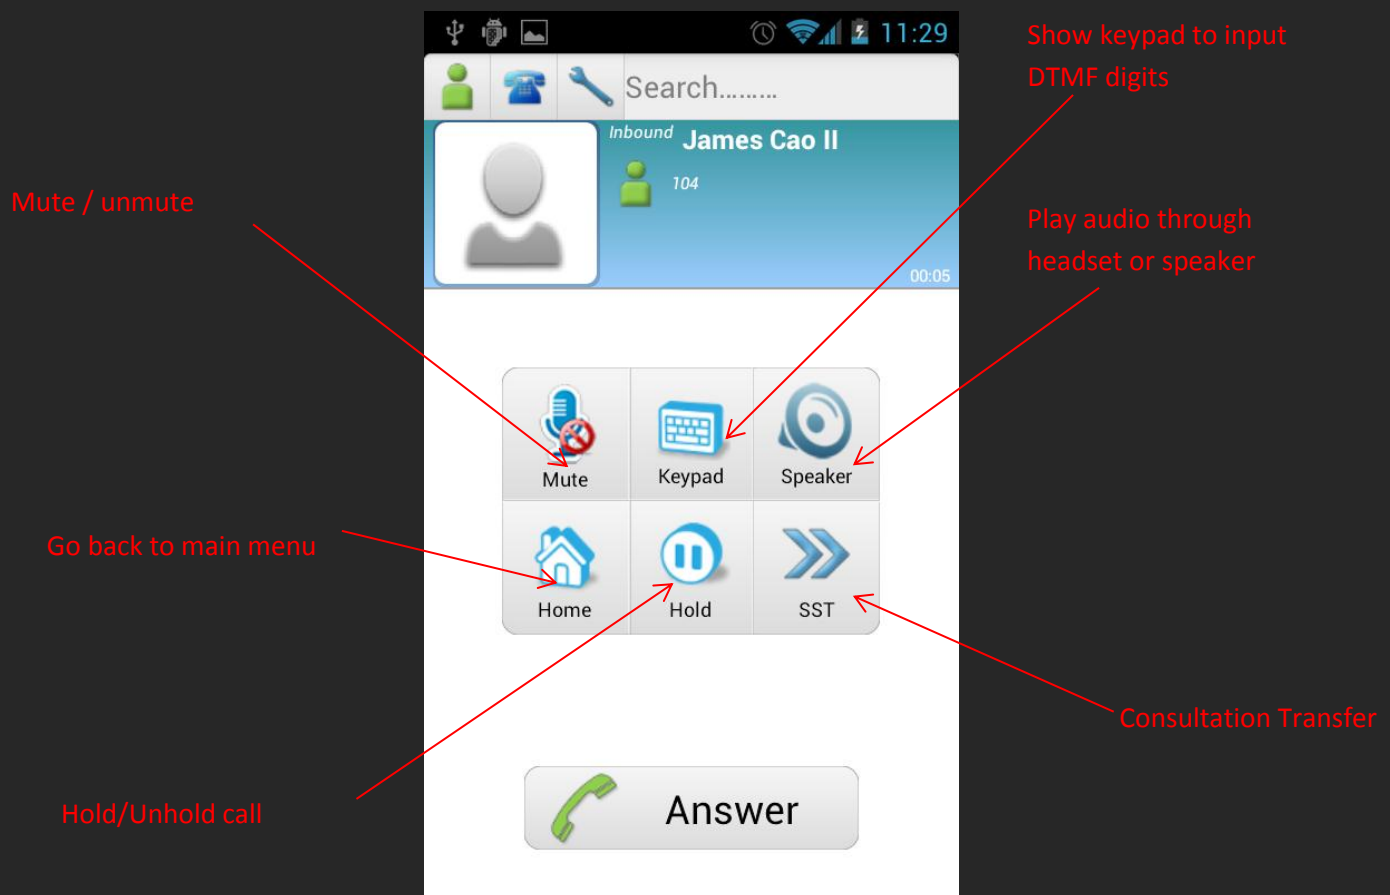 11:29
Show keypad to input
DTMF digits
Search.........
Inbound James Cao II
104
Mute / unmute
Play audio through
headset or speaker
00:05
Mute
Keypad
Speaker
Go back to main menu
Home
Hold
SST
Consultation Transfer
Hold/Unhold call
Answer